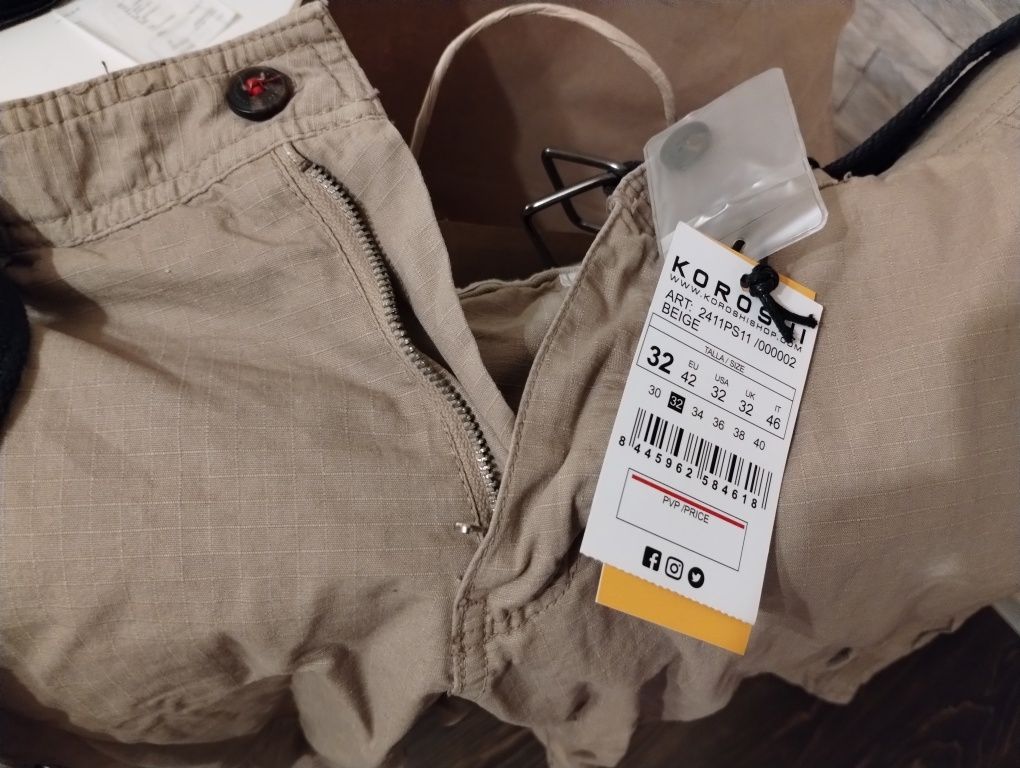 KOROSHI
WWW.KOROSHISHOP.COM
ART: 2411PS11 /000002
BEIGE
TALLA / SIZE
32 EU 42 USA 32 UK 32 IT 46
30 32 34 36 38 40
8 445962 584618
PVP /PRICE